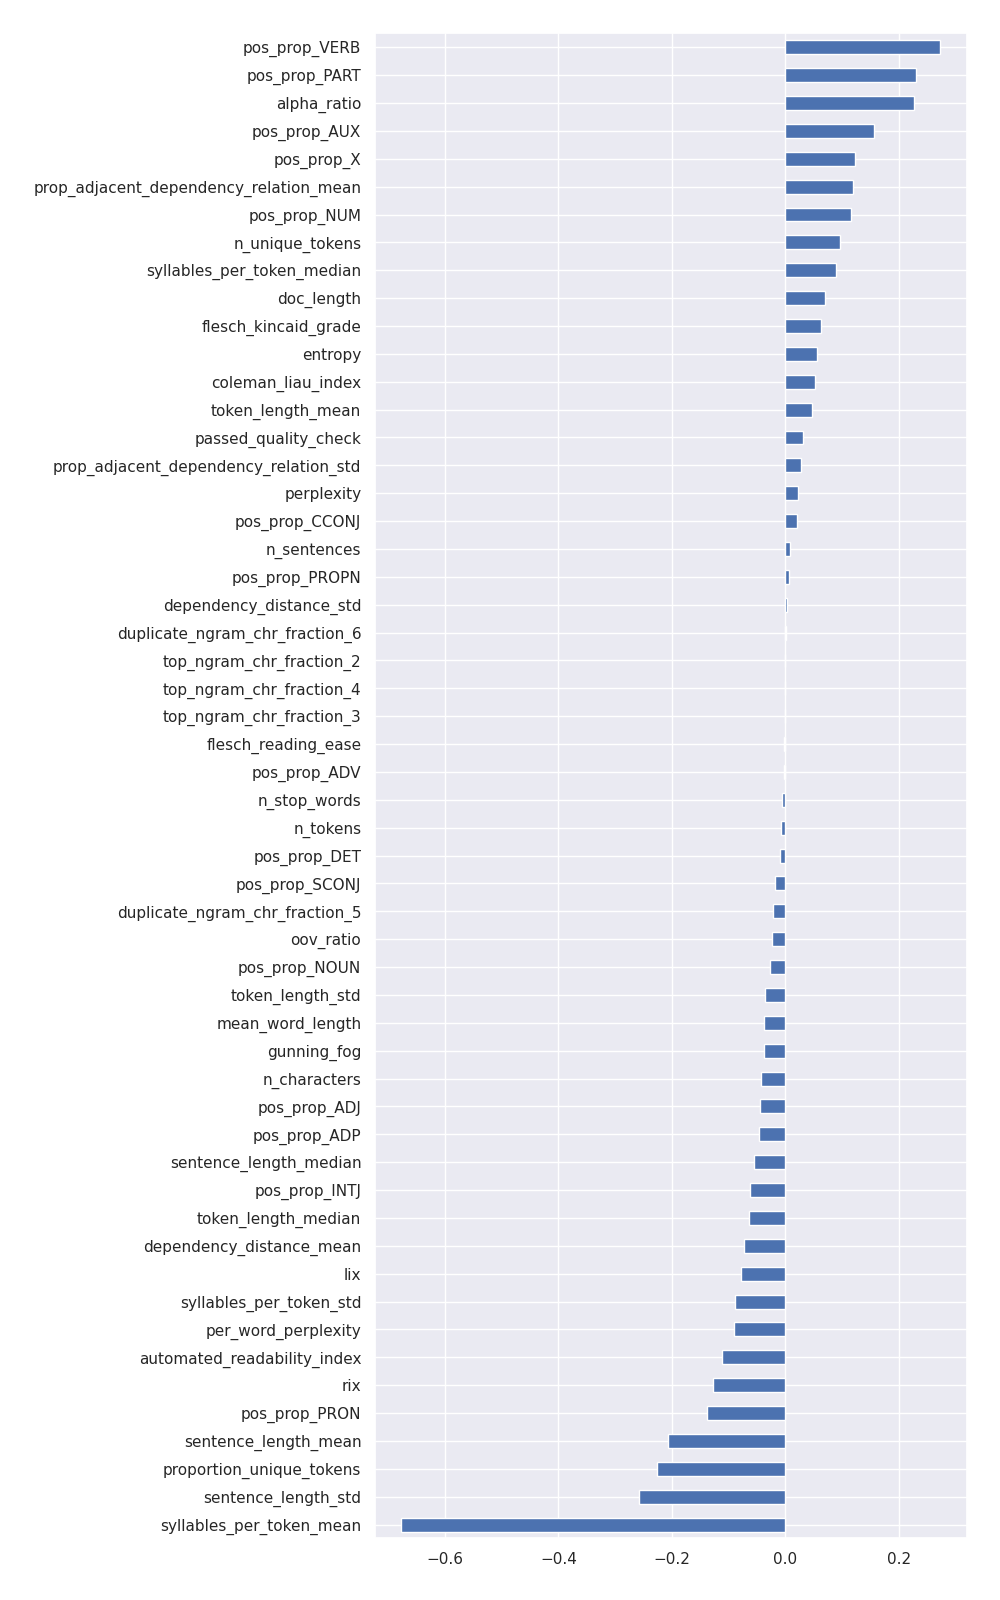 pos_prop_VERB
pos_prop_PART
alpha_ratio
pos_prop_AUX
pos_prop_X
prop_adjacent_dependency_relation_mean
pos_prop_NUM
n_unique_tokens
syllables_per_token_median
doc_length
flesch_kincaid_grade
entropy
coleman_liau_index
token_length_mean
passed_quality_check
prop_adjacent_dependency_relation_std
perplexity
pos_prop_CCONJ
n_sentences
pos_prop_PROPN
dependency_distance_std
duplicate_ngram_chr_fraction_6
top_ngram_chr_fraction_2
top_ngram_chr_fraction_4
top_ngram_chr_fraction_3
flesch_reading_ease
pos_prop_ADV
n_stop_words
n_tokens
pos_prop_DET
pos_prop_SCONJ
duplicate_ngram_chr_fraction_5
oov_ratio
pos_prop_NOUN
token_length_std
mean_word_length
gunning_fog
n_characters
pos_prop_ADJ
pos_prop_ADP
sentence_length_median
pos_prop_INTJ
token_length_median
dependency_distance_mean
lix
syllables_per_token_std
per_word_perplexity
automated_readability_index
rix
pos_prop_PRON
sentence_length_mean
proportion_unique_tokens
sentence_length_std
syllables_per_token_mean
−0.6 −0.4 −0.2 0.0 0.2